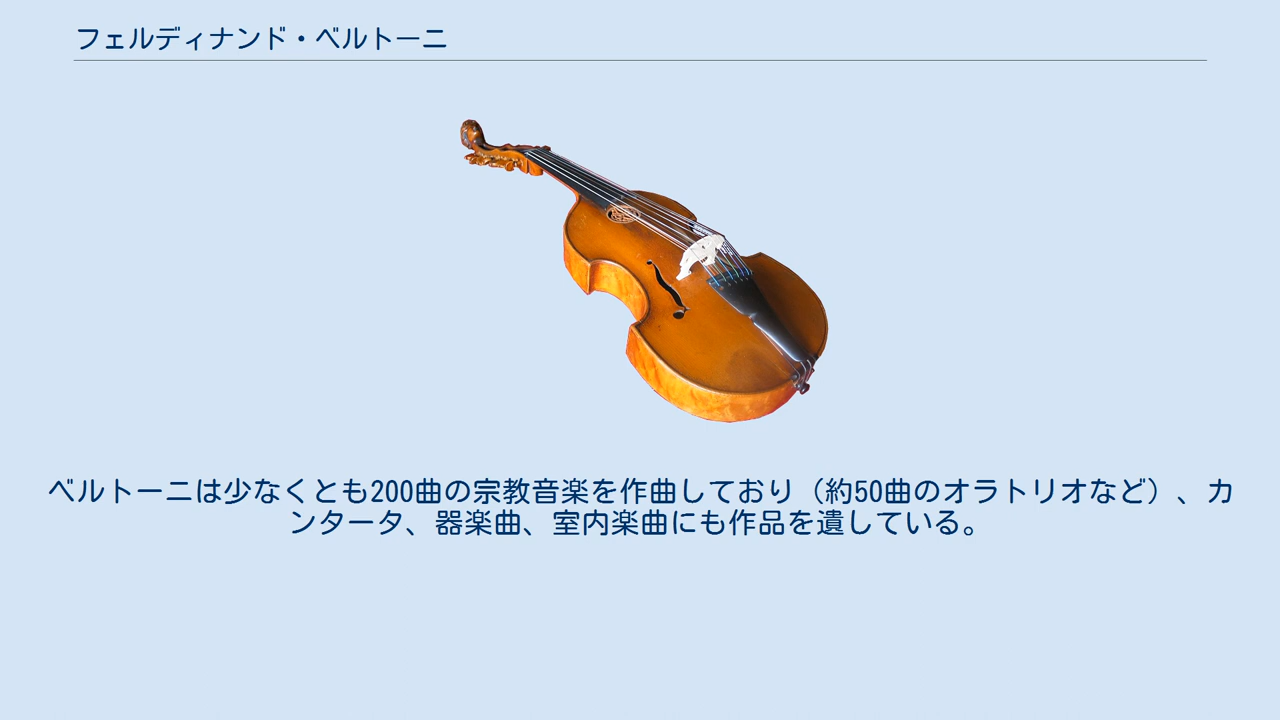 フェルディナンド・ベルトーニ
ベルトーニは少なくとも200曲の宗教音楽を作曲しており（約50曲のオラトリオなど）、カ
ンタータ、器楽曲、室内楽曲にも作品を遺している。